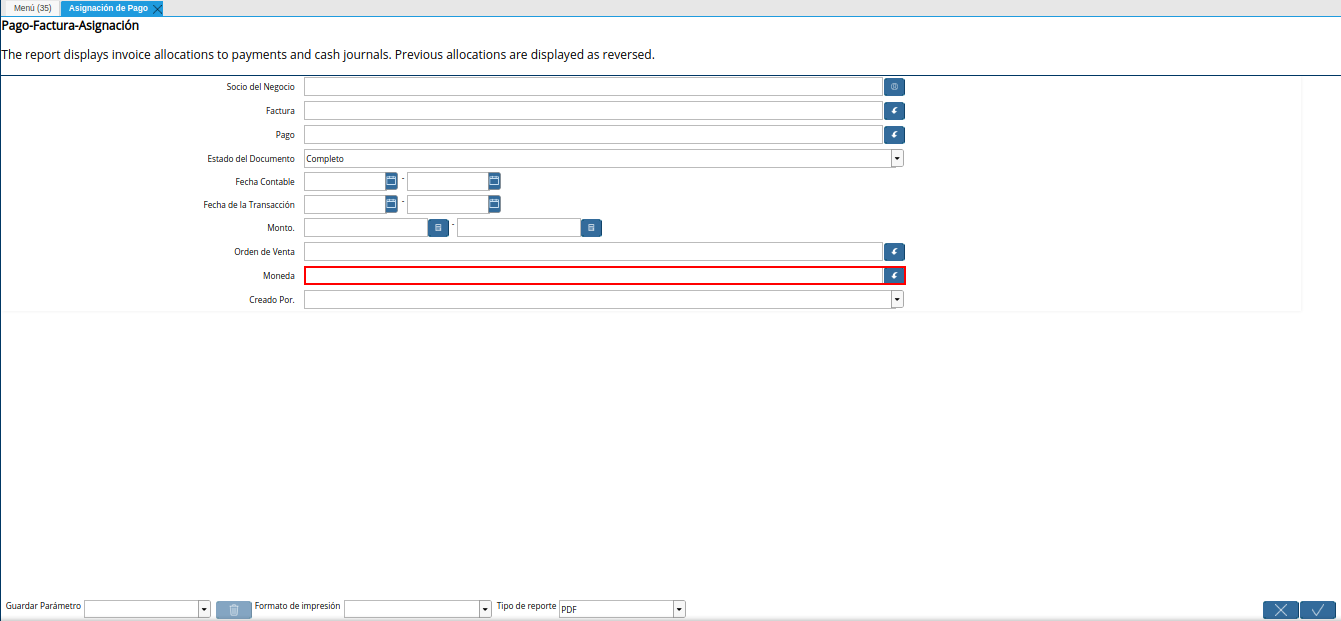 Menú (35) Asignación de Pago
Pago-Factura-Asignación
The report displays invoice allocations to payments and cash journals. Previous allocations are displayed as reversed.
Socio del Negocio
Factura
Pago
Estado del Documento Completo
Fecha Contable -
Fecha de la Transacción -
Monto. -
Orden de Venta
Moneda
Creado Por.
Guardar Parámetro Formato de impresión Tipo de reporte PDF